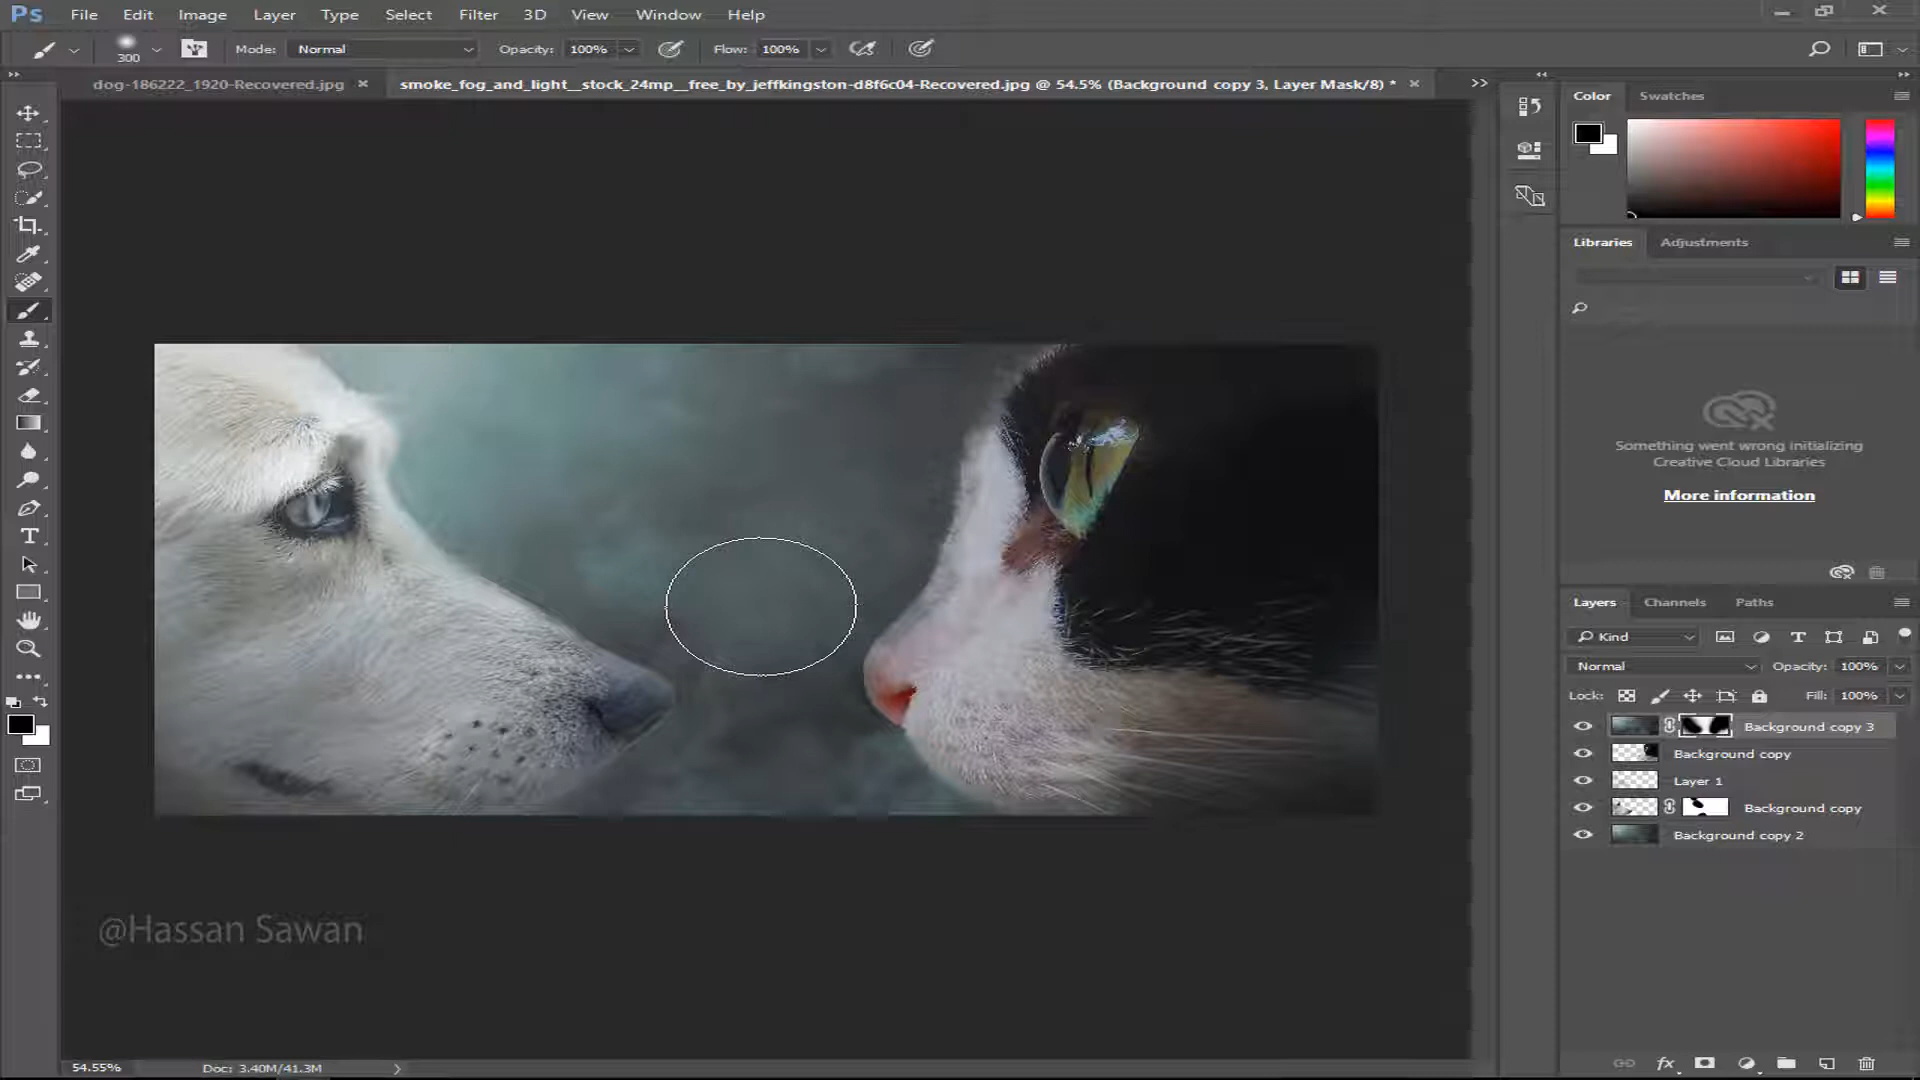 Ps File Edit Image Layer Type Select Filter 3D View Window Help
300 Mode: Normal Opacity: 100% Flow: 100%
dog-186222_1920-Recovered.jpg × smoke_fog_and_light__stock_24mp__free_by_jeffkingston-d8f6c04-Recovered.jpg @ 54.5% (Background copy 3, Layer Mask/8) * ×
Color Swatches
Libraries Adjustments
Something went wrong initializing
Creative Cloud Libraries
More information
Layers Channels Paths
Kind
Normal Opacity: 100%
Lock: Fill: 100%
Background copy 3
Background copy
Layer 1
Background copy
Background copy 2
@Hassan Sawan
54.55% Doc: 3.40M/41.3M